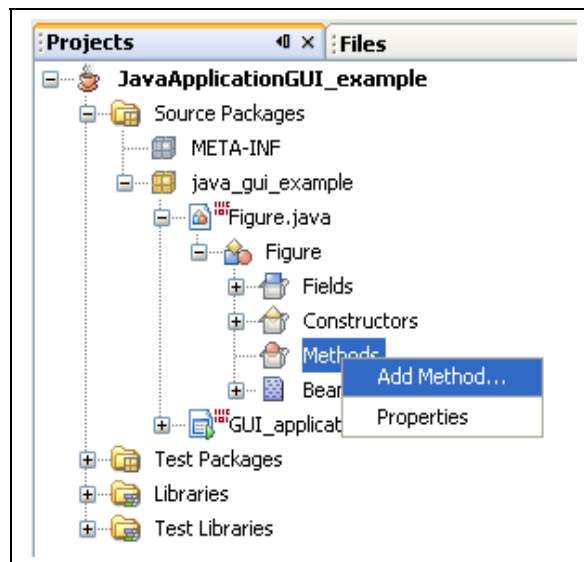 Projects
Files
JavaApplicationGUI_example
Source Packages
META-INF
java_gui_example
Figure.java
Figure
Fields
Constructors
Methods
Add Method...
Bear
Properties
GUI_applicat
Test Packages
Libraries
Test Libraries